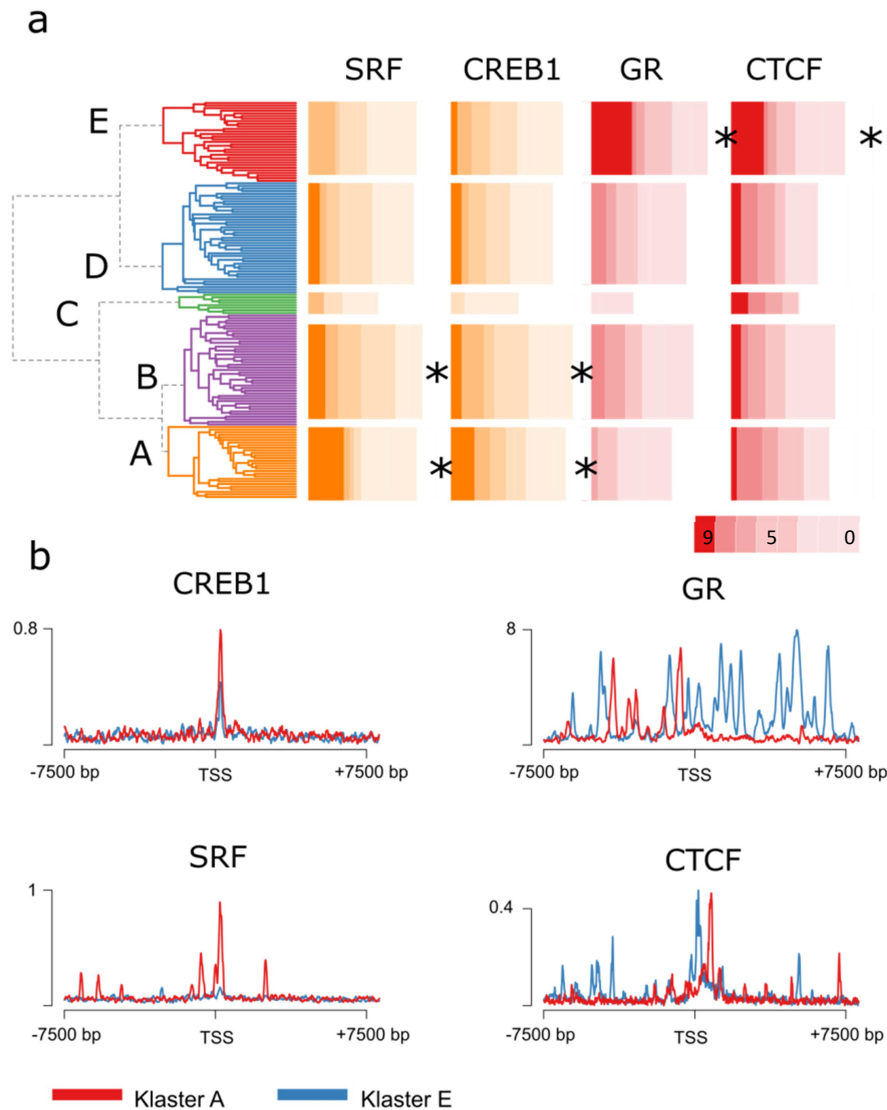 a
SRF CREB1 GR CTCF
E
* *
D
C
B
* *
A
* *
9 5 0
b
CREB1 GR
0.8 8
-7500 bp TSS +7500 bp -7500 bp TSS +7500 bp
SRF CTCF
1 0.4
-7500 bp TSS +7500 bp -7500 bp TSS +7500 bp
Klaster A Klaster E